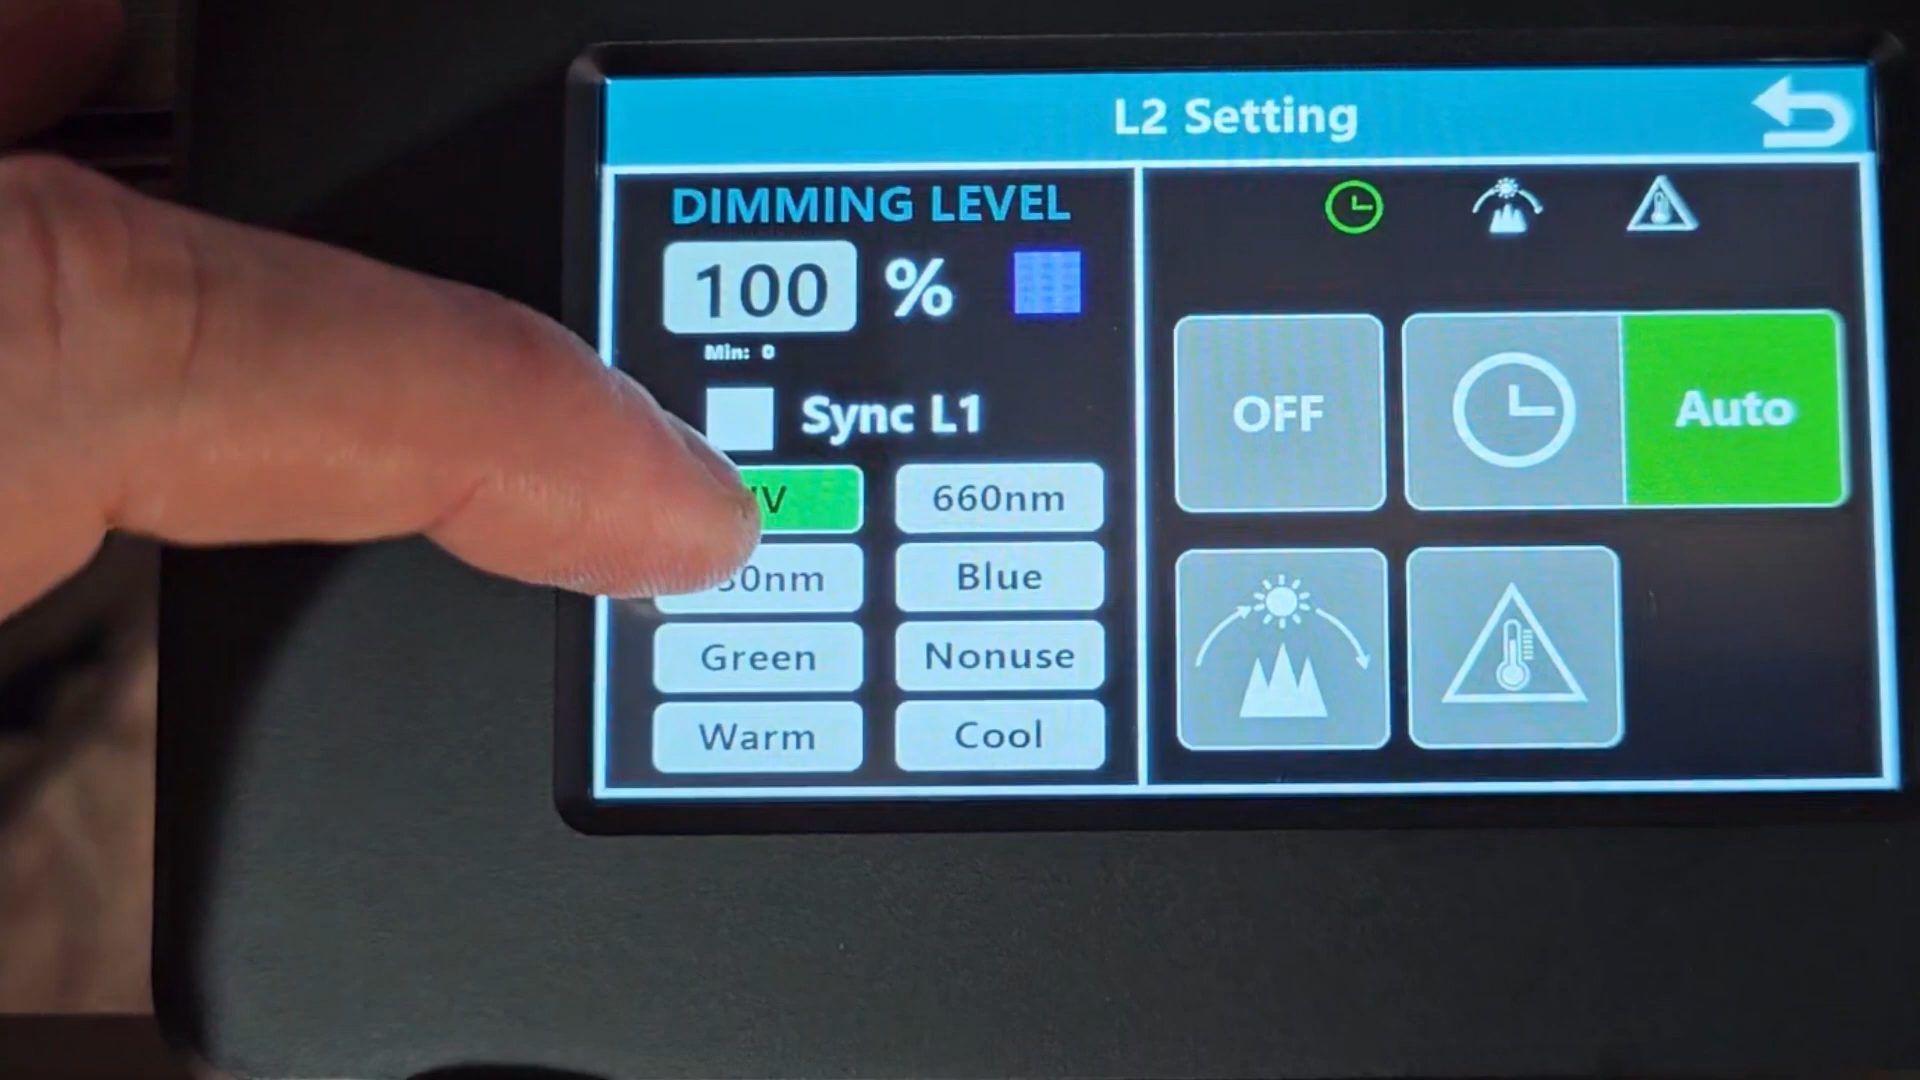 L2 Setting
DIMMING LEVEL
100 %
Min: 0
Sync L1
660nm
Blue
Green
Nonuse
Warm
Cool
OFF
Auto